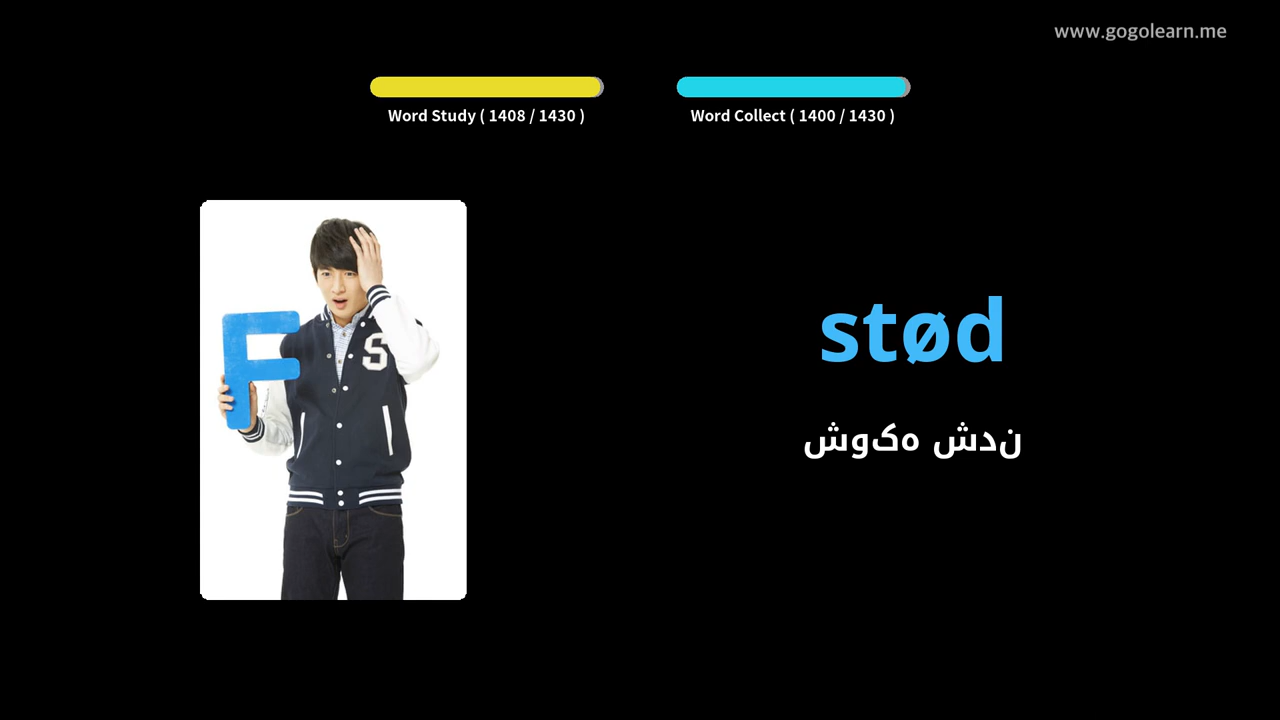 www.gogolearn.me
Word Study ( 1408 / 1430 )
Word Collect ( 1400 / 1430 )
F
S
stød
ندش هکوش